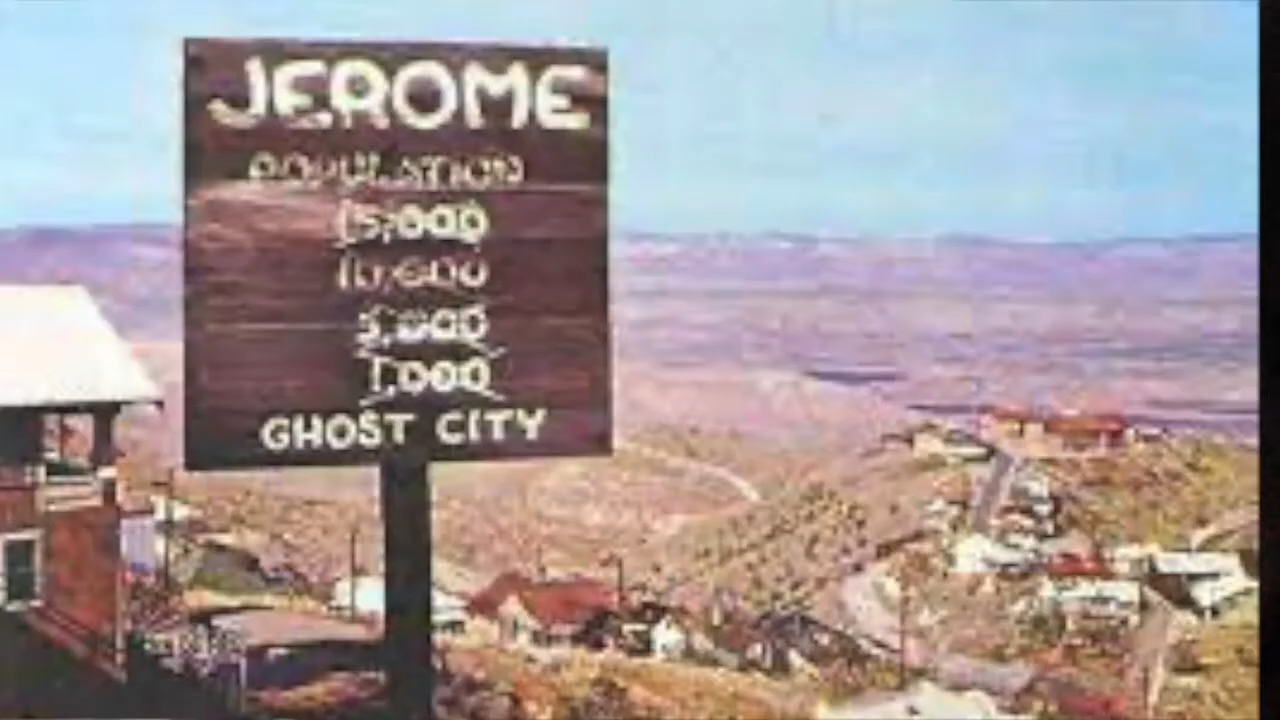 JEROME
POPULATION
15,000
10,000
5,000
1,000
GHOST CITY